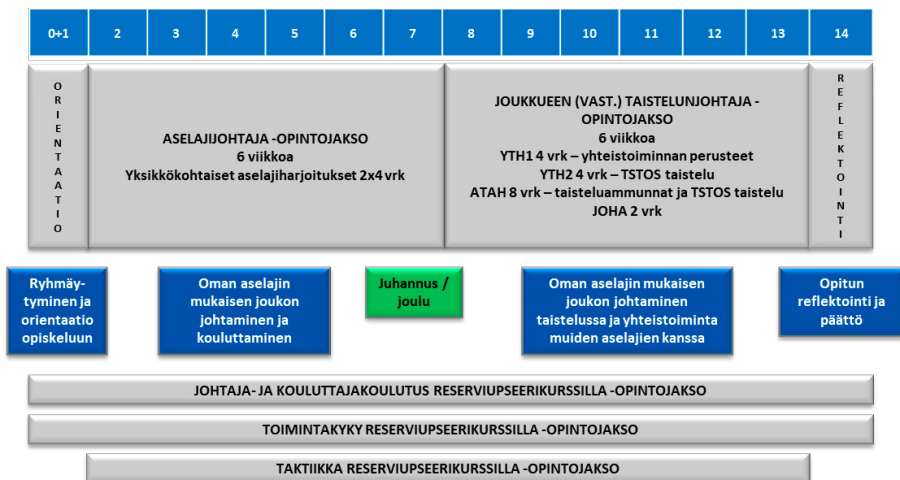 0+1 2 3 4 5 6 7 8 9 10 11 12 13 14
ORIENTAATIO
ASELAJIJOHTAJA -OPINTOJAKSO
6 viikkoa
Yksikkökohtaiset aselajiharjoitukset 2x4 vrk
JOUKKUEEN (VAST.) TAISTELUNJOHTAJA -
OPINTOJAKSO
6 viikkoa
YTH1 4 vrk – yhteistoiminnan perusteet
YTH2 4 vrk – TSTOS taistelu
ATAH 8 vrk – taisteluammunnat ja TSTOS taistelu
JOHA 2 vrk
REFLEKTOINTI
Ryhmäy-
tyminen ja
orientaatio
opiskeluun
Oman aselajin
mukaisen joukon
johtaminen ja
kouluttaminen
Juhannus /
joulu
Oman aselajin mukaisen
joukon johtaminen
taistelussa ja yhteistoiminta
muiden aselajien kanssa
Opitun
reflektointi ja
päättö
JOHTAJA- JA KOULUTTAJAKOULUTUS RESERVIUPSEERIKURSSILLA -OPINTOJAKSO
TOIMINTAKYKY RESERVIUPSEERIKURSSILLA -OPINTOJAKSO
TAKTIIKKA RESERVIUPSEERIKURSSILLA -OPINTOJAKSO